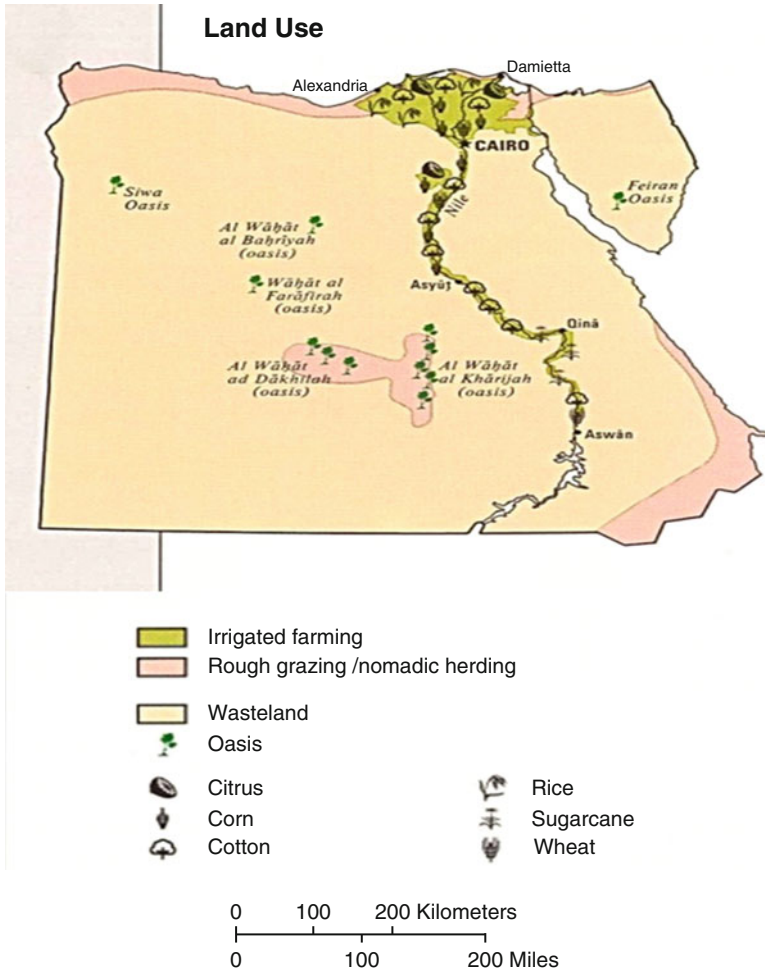 Land Use
Damietta
Alexandria
CAIRO
Siwa
Oasis
Feiran
Oasis
Nile
Al Wāḥāt
al Baḥrīyah
(oasis)
Wāḥāt al
Farāfirah
(oasis)
Asyūţ
Qinā
Al Wāḥāt
ad Dākhilah
(oasis)
Al Wāḥāt
al Khārijah
(oasis)
Aswān
Irrigated farming
Rough grazing /nomadic herding
Wasteland
Oasis
Citrus
Corn
Cotton
Rice
Sugarcane
Wheat
0 100 200 Kilometers
0 100 200 Miles